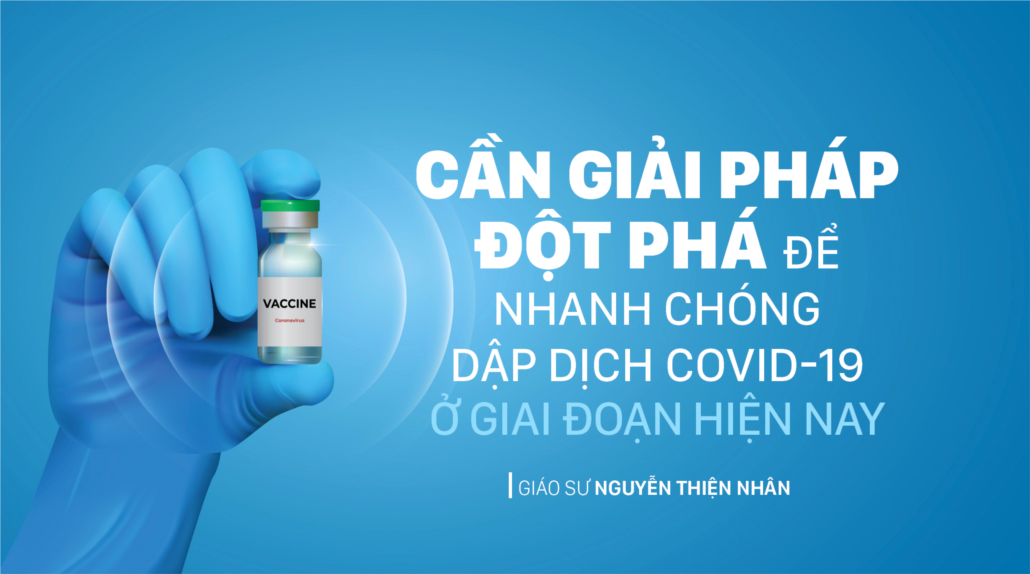 VACCINE
Coronavirus
CẦN GIẢI PHÁP
ĐỘT PHÁ ĐỂ
NHANH CHÓNG
DẬP DỊCH COVID-19
Ở GIAI ĐOẠN HIỆN NAY
GIÁO SƯ NGUYỄN THIỆN NHÂN